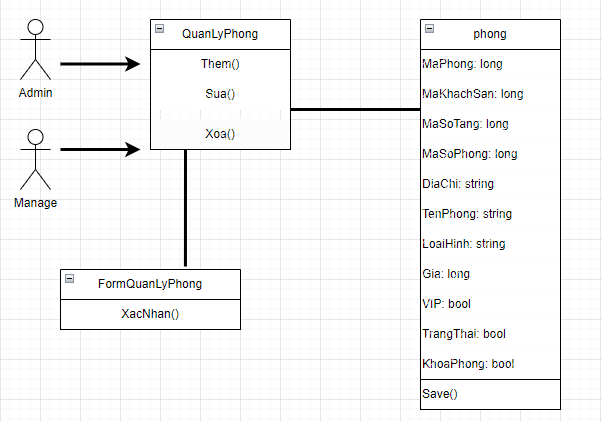 Admin
Manage
QuanLyPhong
Them()
Sua()
Xoa()
FormQuanLyPhong
XacNhan()
phong
MaPhong: long
MaKhachSan: long
MaSoTang: long
MaSoPhong: long
DiaChi: string
TenPhong: string
LoaiHinh: string
Gia: long
VIP: bool
TrangThai: bool
KhoaPhong: bool
Save()